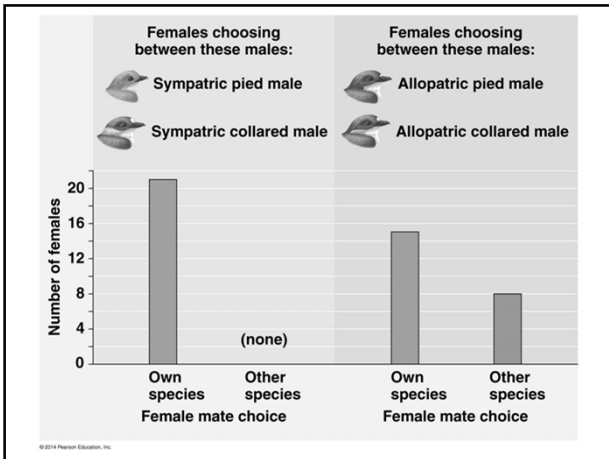 Females choosing
between these males:
Sympatric pied male
Sympatric collared male
Females choosing
between these males:
Allopatric pied male
Allopatric collared male
Number of females
20
16
12
8
4
0
(none)
Own
species
Other
species
Female mate choice
Own
species
Other
species
Female mate choice
© 2014 Pearson Education, Inc.